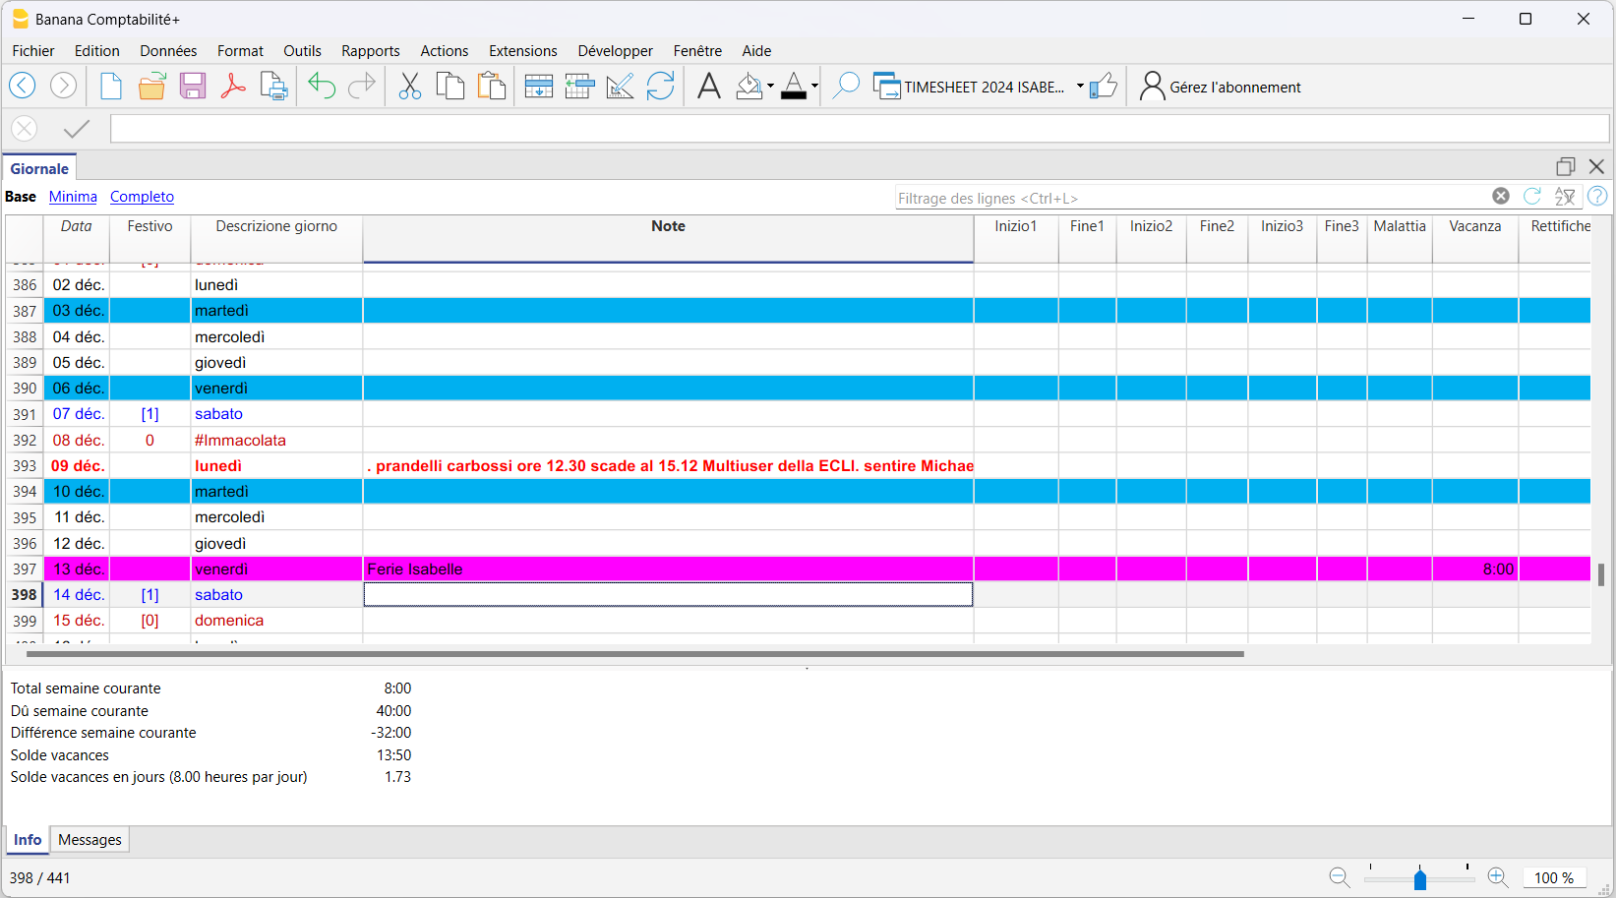 Banana Comptabilité+
Fichier Edition Données Format Outils Rapports Actions Extensions Développer Fenêtre Aide
TIMESHEET 2024 ISABE... Gérez l'abonnement
Giornale
Base Minima Completo Filtrage des lignes <Ctrl+L>
Data Festivo Descrizione giorno Note Inizio1 Fine1 Inizio2 Fine2 Inizio3 Fine3 Malattia Vacanza Rettifiche
386 02 déc. lunedì
387 03 déc. martedì
388 04 déc. mercoledì
389 05 déc. giovedì
390 06 déc. venerdì
391 07 déc. [1] sabato
392 08 déc. 0 #Immacolata
393 09 déc. lunedì . prandelli carbossi ore 12.30 scade al 15.12 Multiuser della ECLI. sentire Michae
394 10 déc. martedì
395 11 déc. mercoledì
396 12 déc. giovedì
397 13 déc. venerdì Ferie Isabelle 8:00
398 14 déc. [1] sabato
399 15 déc. [0] domenica
Total semaine courante 8:00
Dû semaine courante 40:00
Différence semaine courante -32:00
Solde vacances 13:50
Solde vacances en jours (8.00 heures par jour) 1.73
Info Messages
398 / 441 100 %